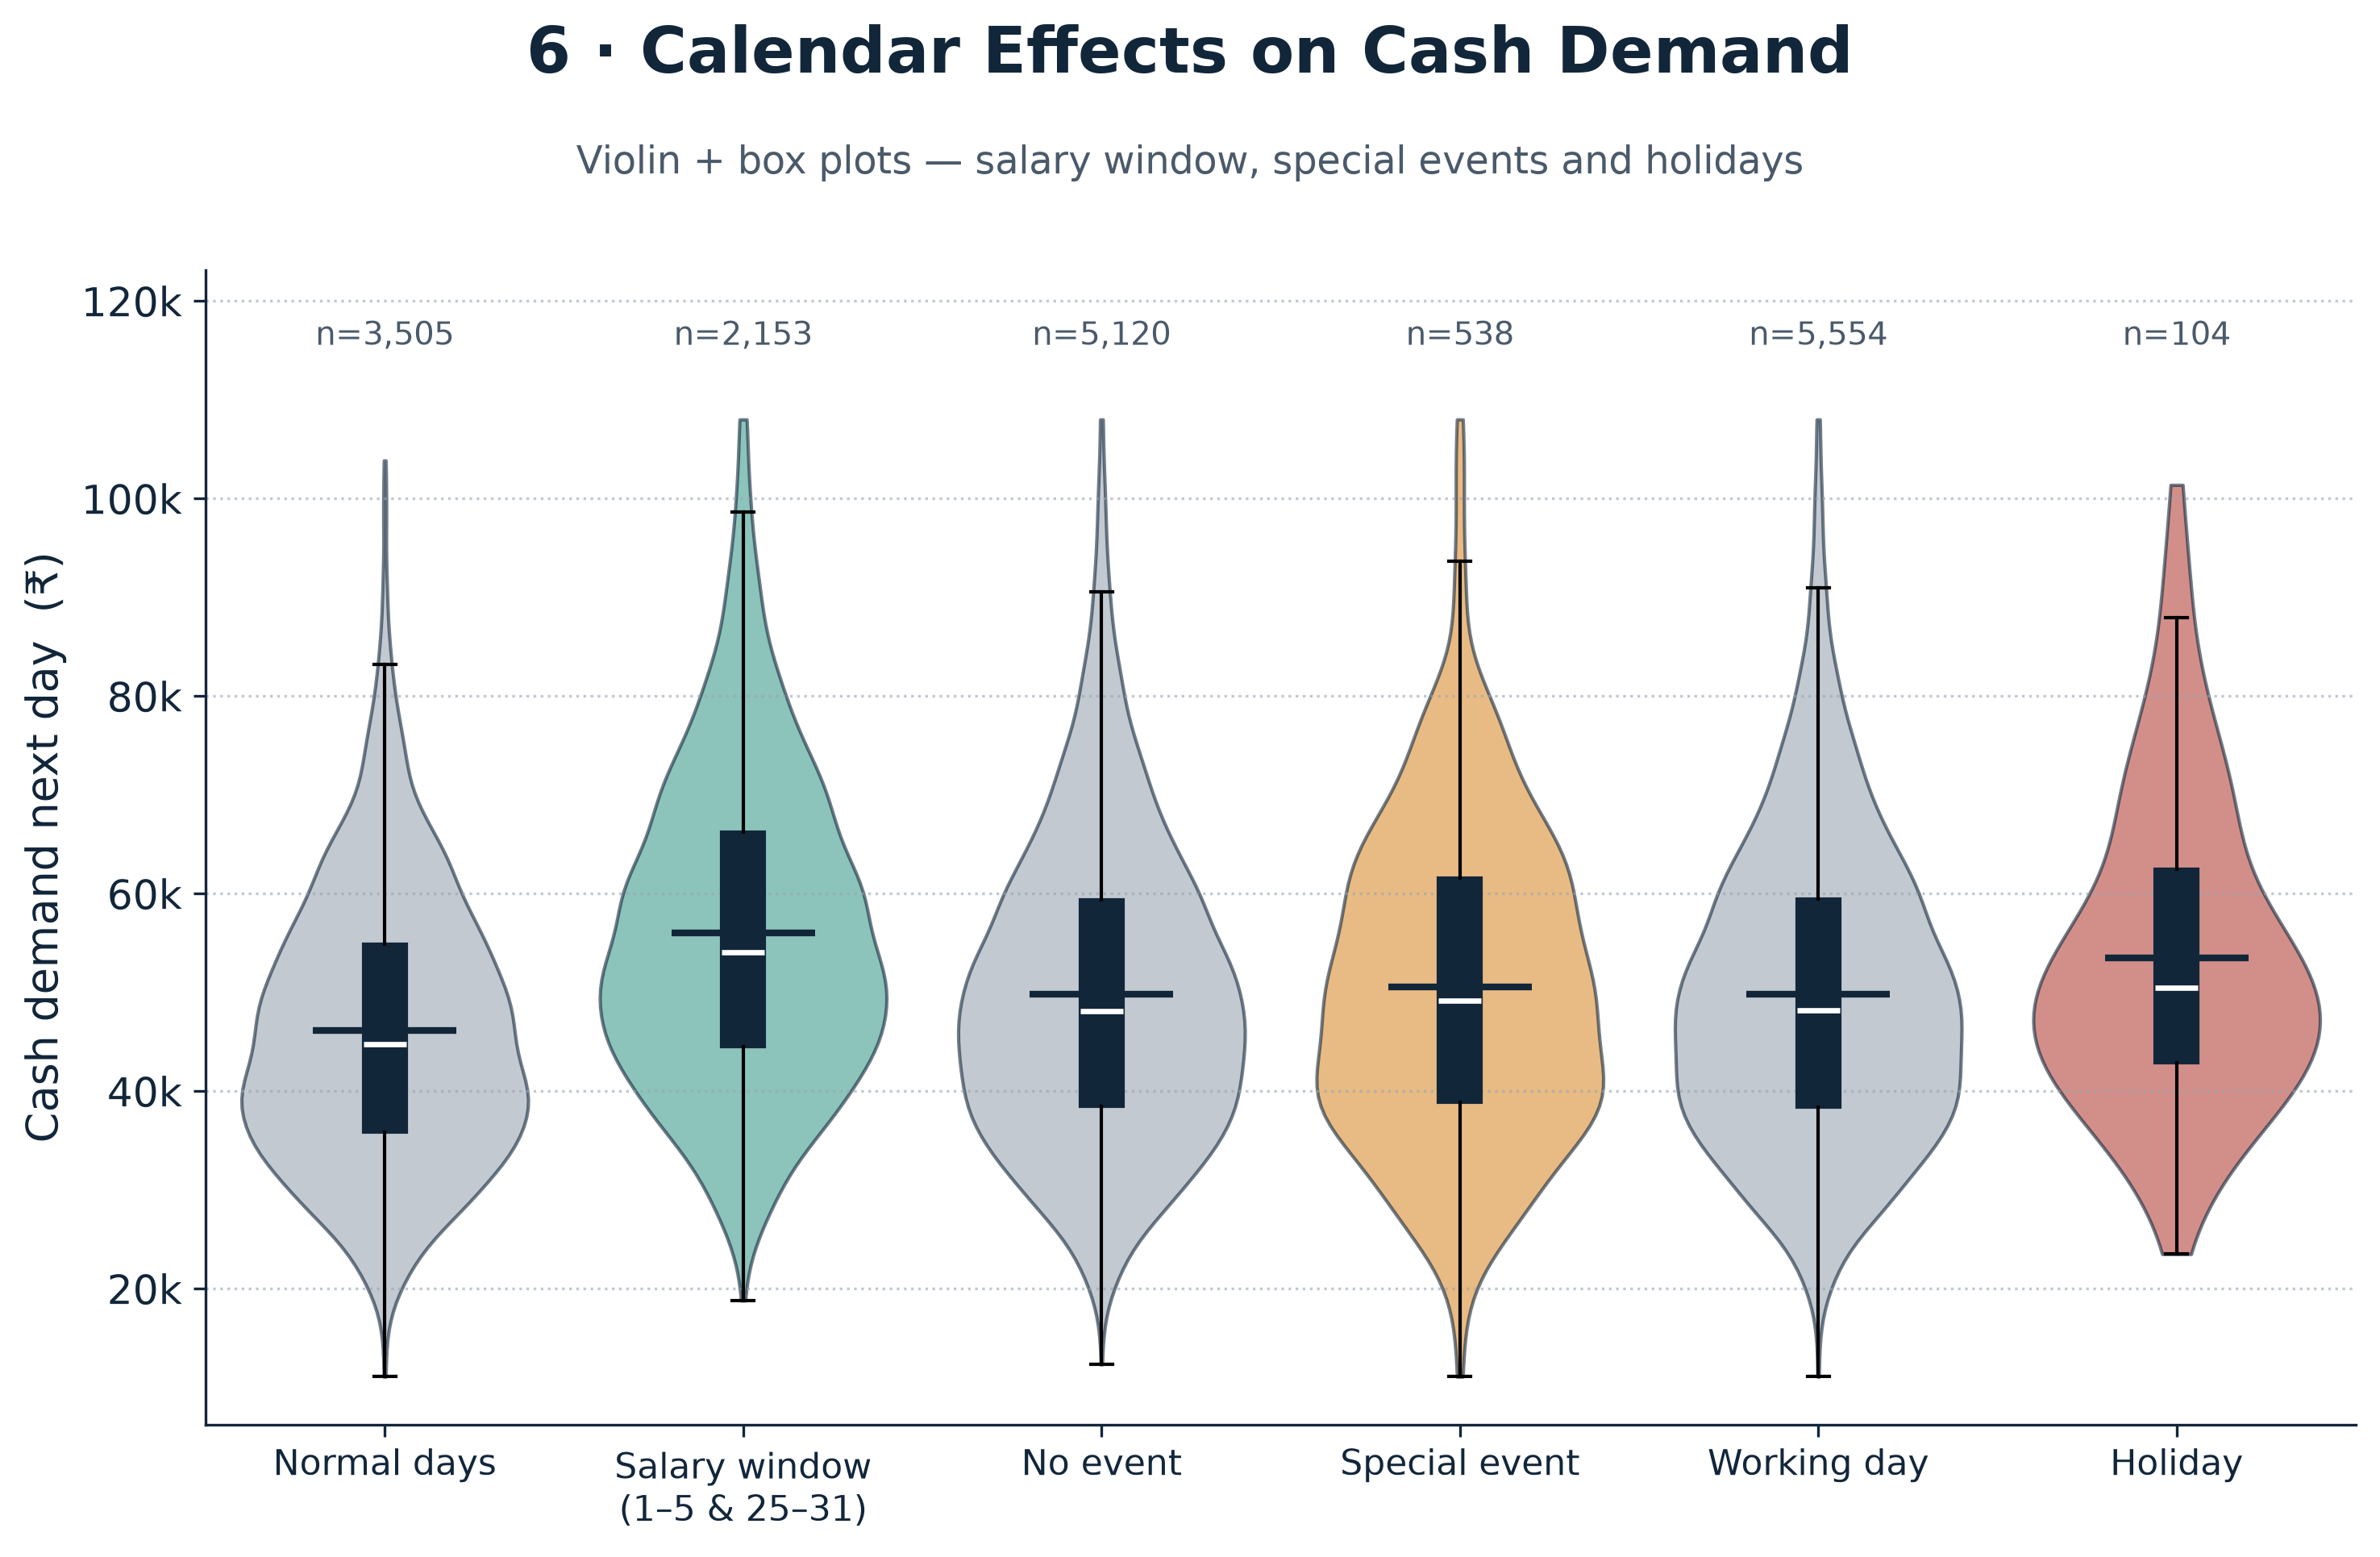 6 · Calendar Effects on Cash Demand
Violin + box plots — salary window, special events and holidays
Cash demand next day (₹)
120k
100k
80k
60k
40k
20k
n=3,505
n=2,153
n=5,120
n=538
n=5,554
n=104
Normal days
Salary window
(1–5 & 25–31)
No event
Special event
Working day
Holiday